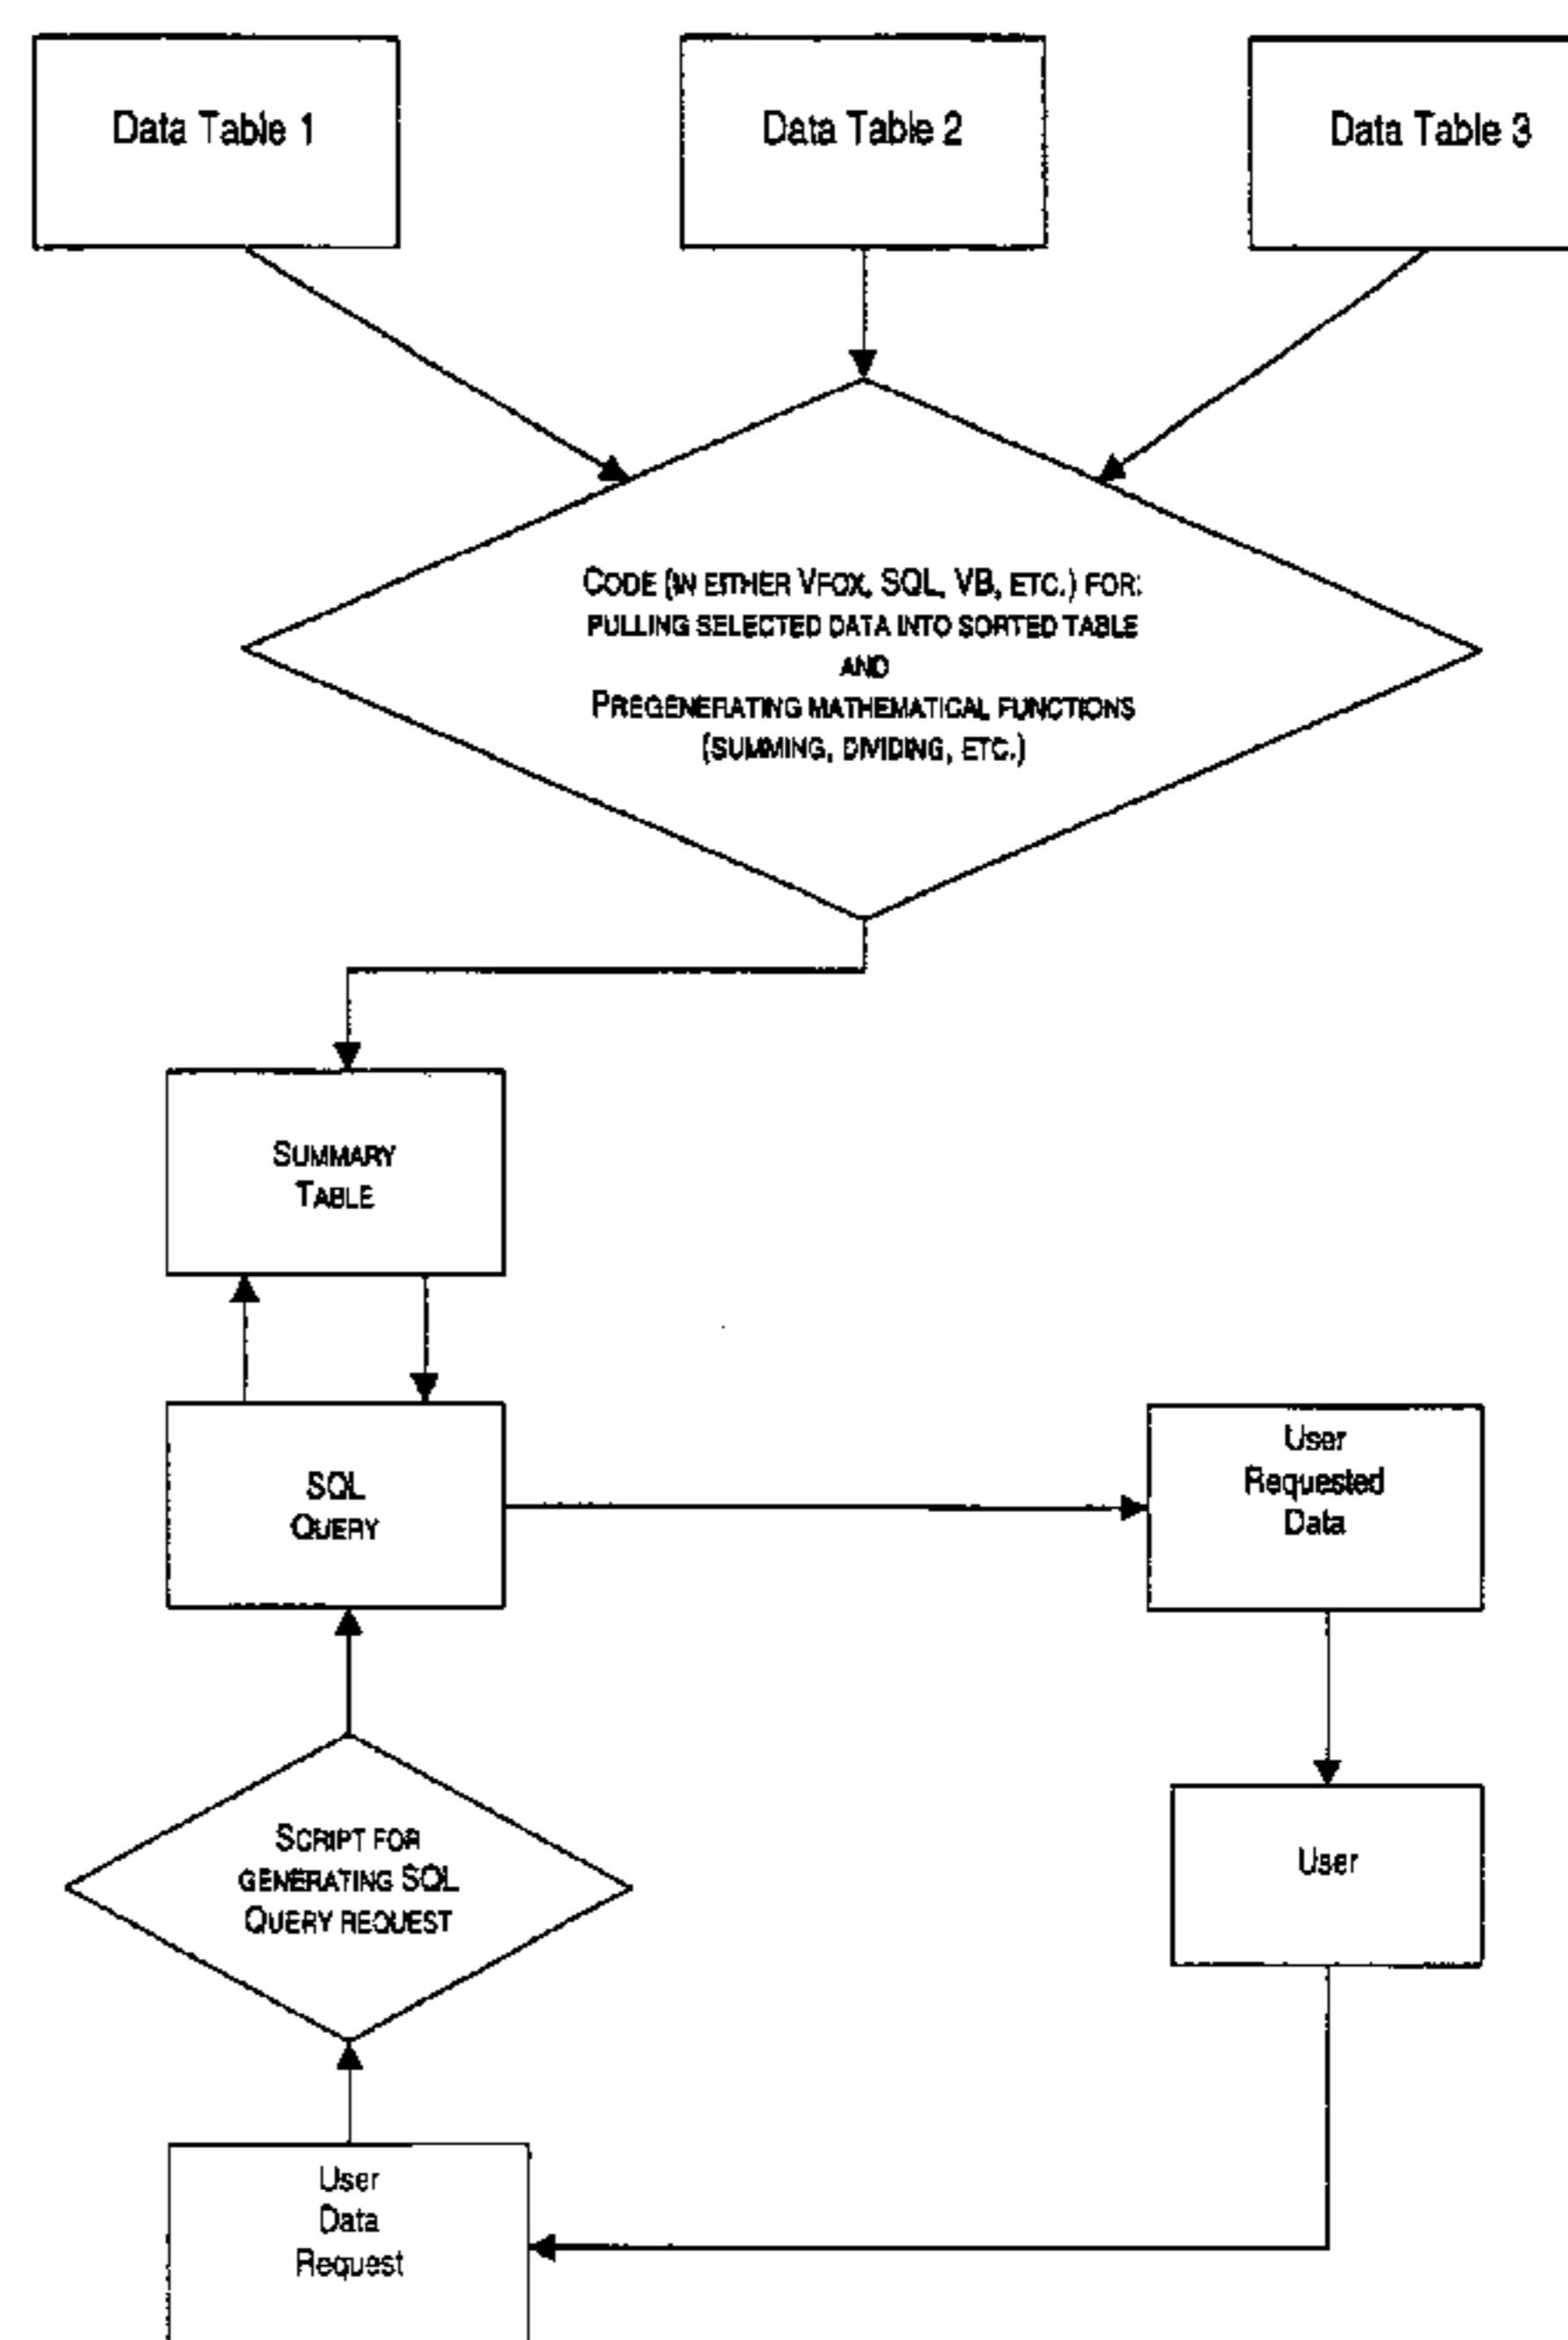 Data Table 1
Data Table 2
Data Table 3
CODE (IN EITHER VFOX, SQL, VB, ETC.) FOR:
PULLING SELECTED DATA INTO SORTED TABLE
AND
PREGENERATING MATHEMATICAL FUNCTIONS
(SUMMING, DIVIDING, ETC.)
SUMMARY
TABLE
SQL
QUERY
User
Requested
Data
SCRIPT FOR
GENERATING SQL
QUERY REQUEST
User
User
Data
Request